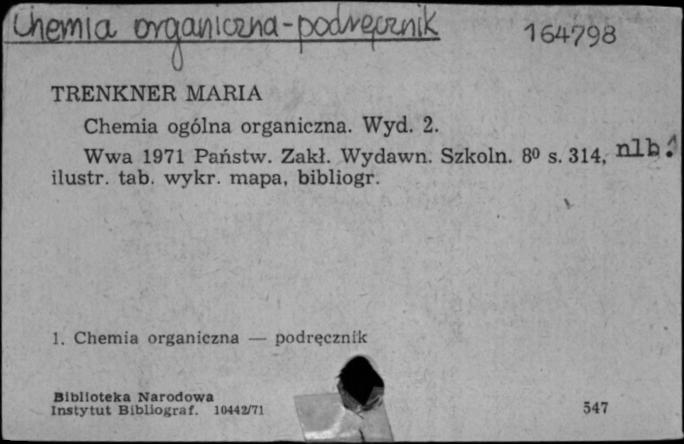 Chemia organiczna - podręcznik
164798
TRENKNER MARIA
Chemia ogólna organiczna. Wyd. 2.
Wwa 1971 Państw. Zakł. Wydawn. Szkoln. 8⁰ s. 314, nlb.
ilustr. tab. wykr. mapa, bibliogr.
1. Chemia organiczna — podręcznik
Biblioteka Narodowa
Instytut Bibliograf. 10442/71
547